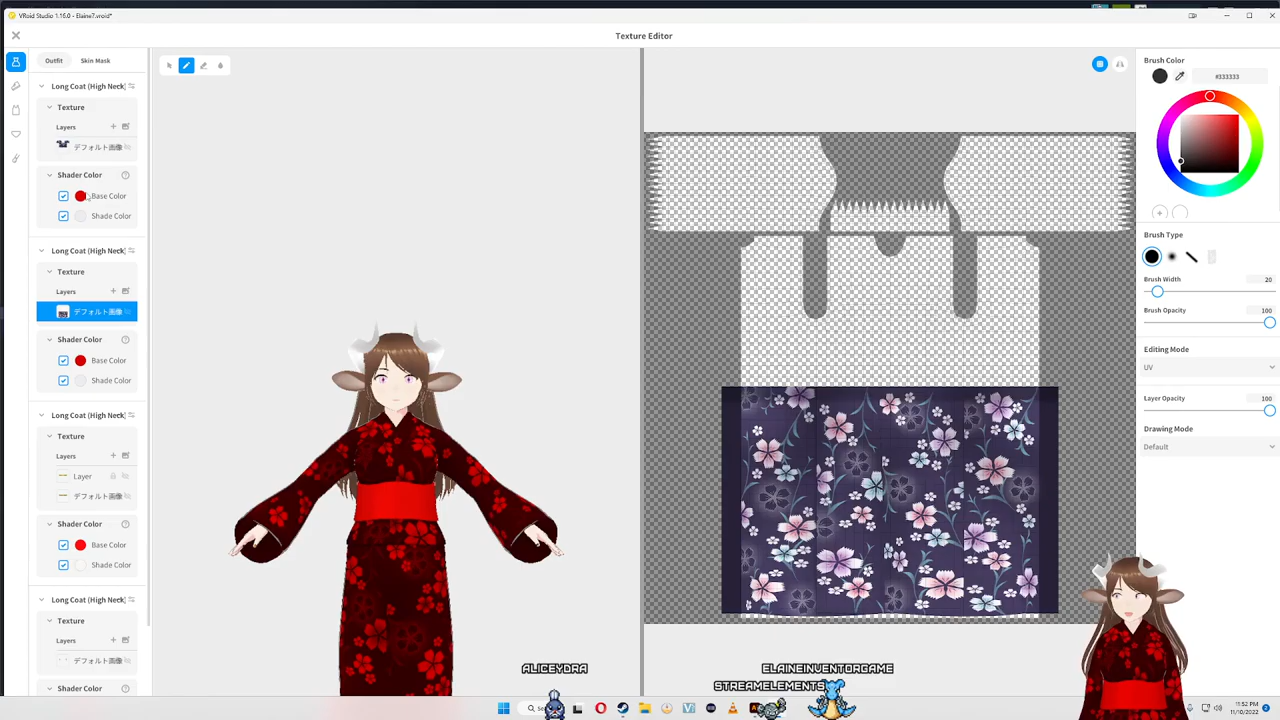 VRoid Studio 1.16.0 - Elaine7.vroid*
Texture Editor
Outfit
Skin Mask
Long Coat (High Neck)
Texture
Layers
デフォルト画像
Shader Color
Base Color
Shade Color
Long Coat (High Neck)
Texture
Layers
デフォルト画像
Shader Color
Base Color
Shade Color
Long Coat (High Neck)
Texture
Layers
Layer
デフォルト画像
Shader Color
Base Color
Shade Color
Long Coat (High Neck)
Texture
Layers
デフォルト画像
Shader Color
Brush Color
#333333
Brush Type
Brush Width
20
Brush Opacity
100
Editing Mode
UV
Layer Opacity
100
Drawing Mode
Default
ALICEYDRA
ELAINEINVENTORGAME
STREAMELEMENTS
11:52 PM
11/10/2022